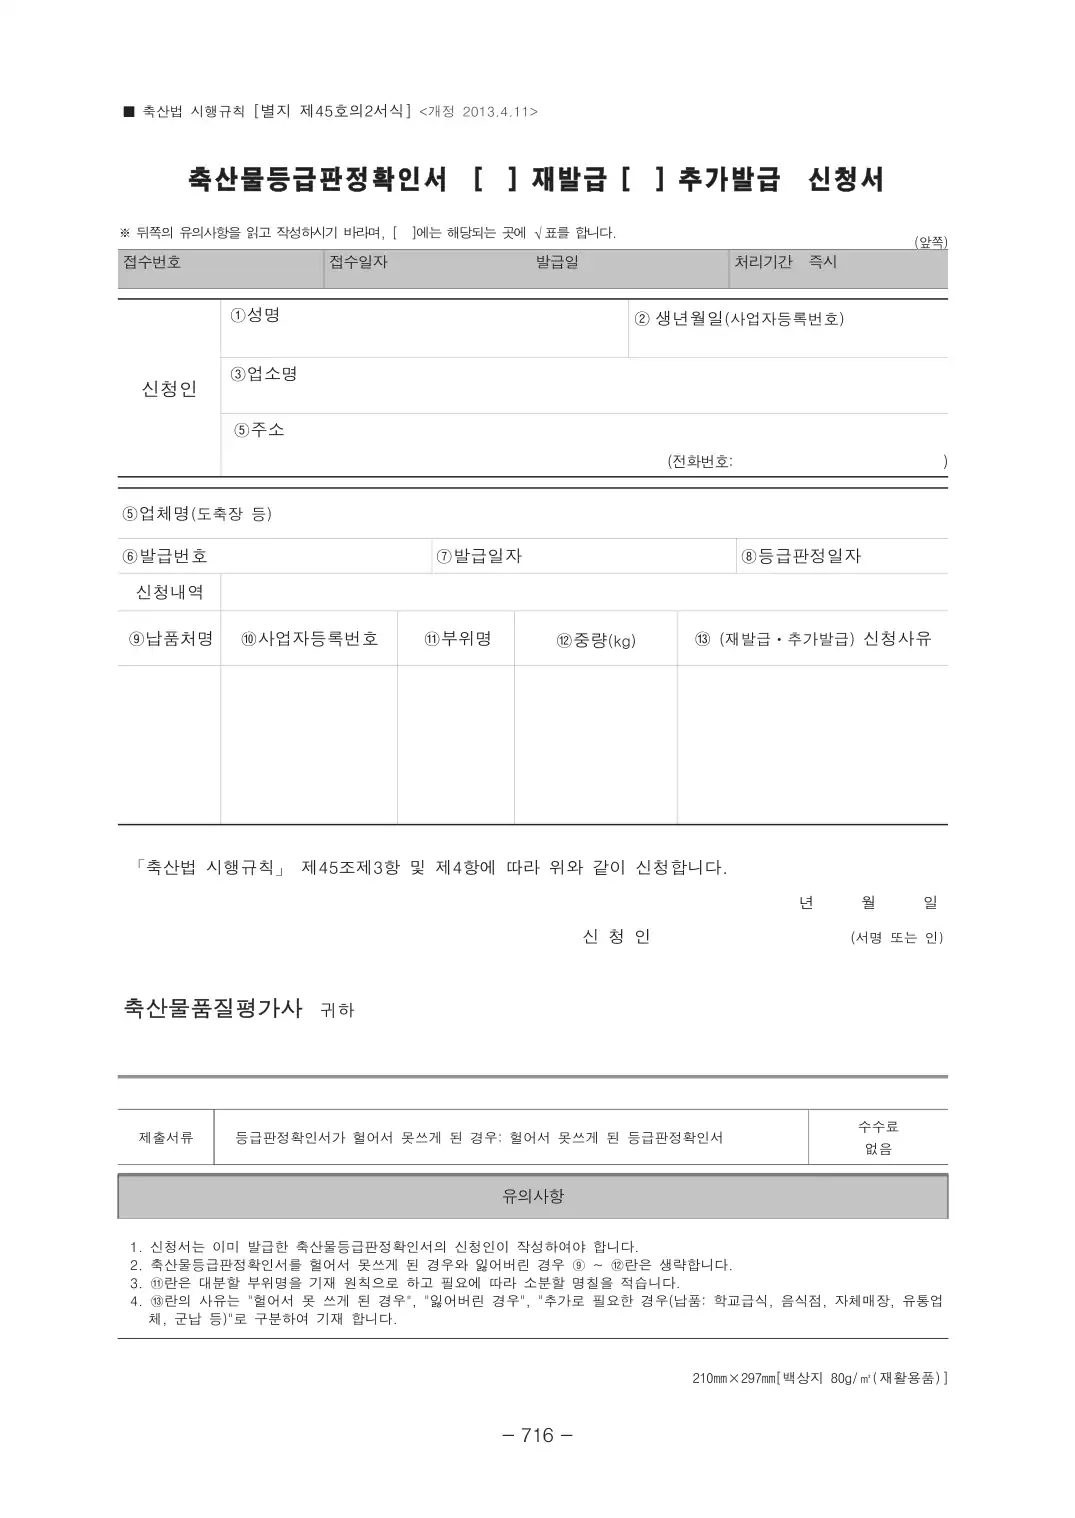 ■ 축산법 시행규칙 [별지 제45호의2서식] <개정 2013.4.11>
축산물등급판정확인서 [ ] 재발급 [ ] 추가발급 신청서
※ 뒤쪽의 유의사항을 읽고 작성하시기 바라며, [ ]에는 해당되는 곳에 √표를 합니다.
(앞쪽)
접수번호 접수일자 발급일 처리기간 즉시
①성명 ② 생년월일(사업자등록번호)
신청인
③업소명
⑤주소
(전화번호: )
⑤업체명(도축장 등)
⑥발급번호 ⑦발급일자 ⑧등급판정일자
신청내역
⑨납품처명 ⑩사업자등록번호 ⑪부위명 ⑫중량(kg) ⑬ (재발급·추가발급) 신청사유
「축산법 시행규칙」 제45조제3항 및 제4항에 따라 위와 같이 신청합니다.
년 월 일
신 청 인 (서명 또는 인)
축산물품질평가사 귀하
제출서류 등급판정확인서가 헐어서 못쓰게 된 경우: 헐어서 못쓰게 된 등급판정확인서
수수료
없음
유의사항
1. 신청서는 이미 발급한 축산물등급판정확인서의 신청인이 작성하여야 합니다.
2. 축산물등급판정확인서를 헐어서 못쓰게 된 경우와 잃어버린 경우 ⑨ ~ ⑫란은 생략합니다.
3. ⑪란은 대분할 부위명을 기재 원칙으로 하고 필요에 따라 소분할 명칭을 적습니다.
4. ⑬란의 사유는 "헐어서 못 쓰게 된 경우", "잃어버린 경우", "추가로 필요한 경우(납품: 학교급식, 음식점, 자체매장, 유통업
체, 군납 등)"로 구분하여 기재 합니다.
210㎜×297㎜[백상지 80g/㎡(재활용품)]
- 716 -